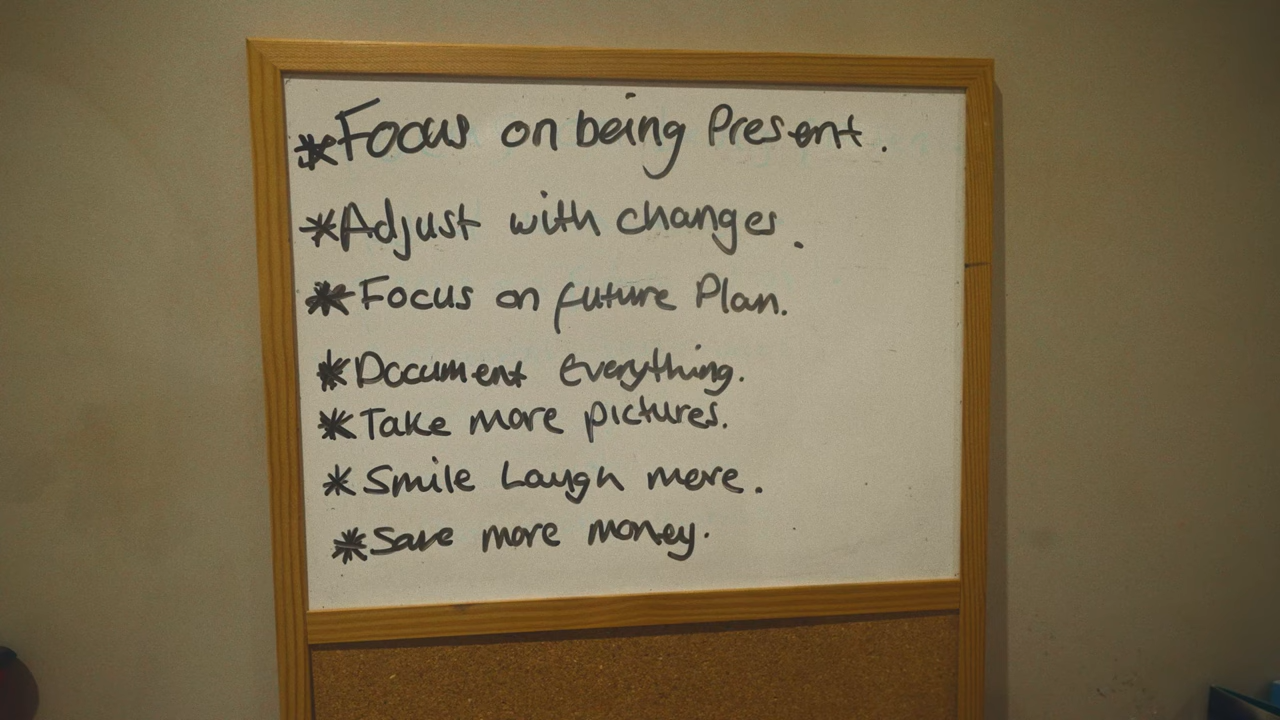 *Focus on being Present.
*Adjust with changes.
*Focus on future Plan.
*Document Everything.
*Take more pictures.
*Smile Laugh more.
*Save more money.